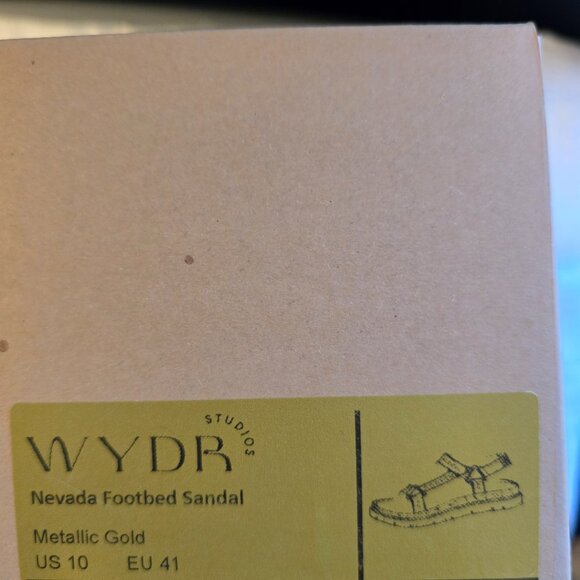 STUDIOS
WYDR
Nevada Footbed Sandal
Metallic Gold
US 10 EU 41